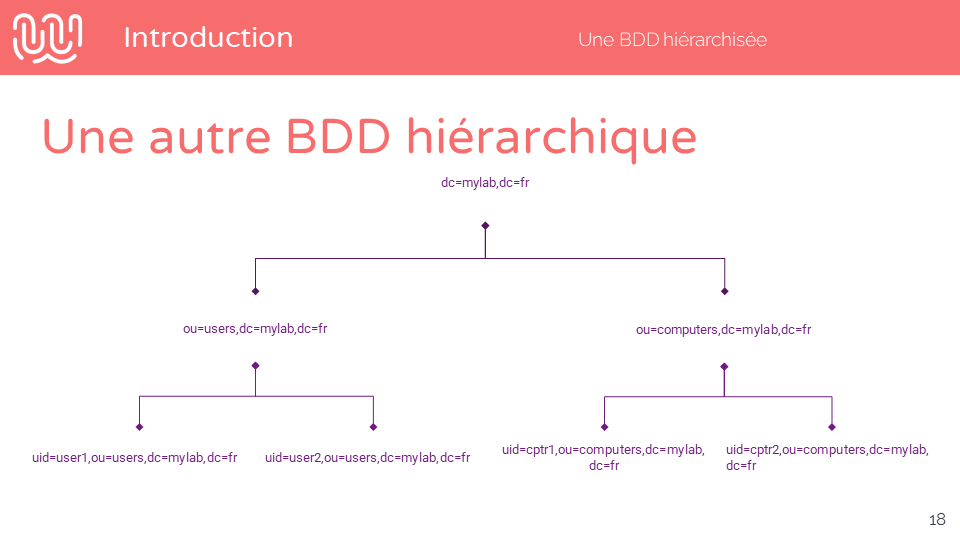 Introduction
Une BDD hiérarchisée
Une autre BDD hiérarchique
dc=mylab,dc=fr
ou=users,dc=mylab,dc=fr
ou=computers,dc=mylab,dc=fr
uid=user1,ou=users,dc=mylab,dc=fr
uid=user2,ou=users,dc=mylab,dc=fr
uid=cptr1,ou=computers,dc=mylab,
dc=fr
uid=cptr2,ou=computers,dc=mylab,
dc=fr
18